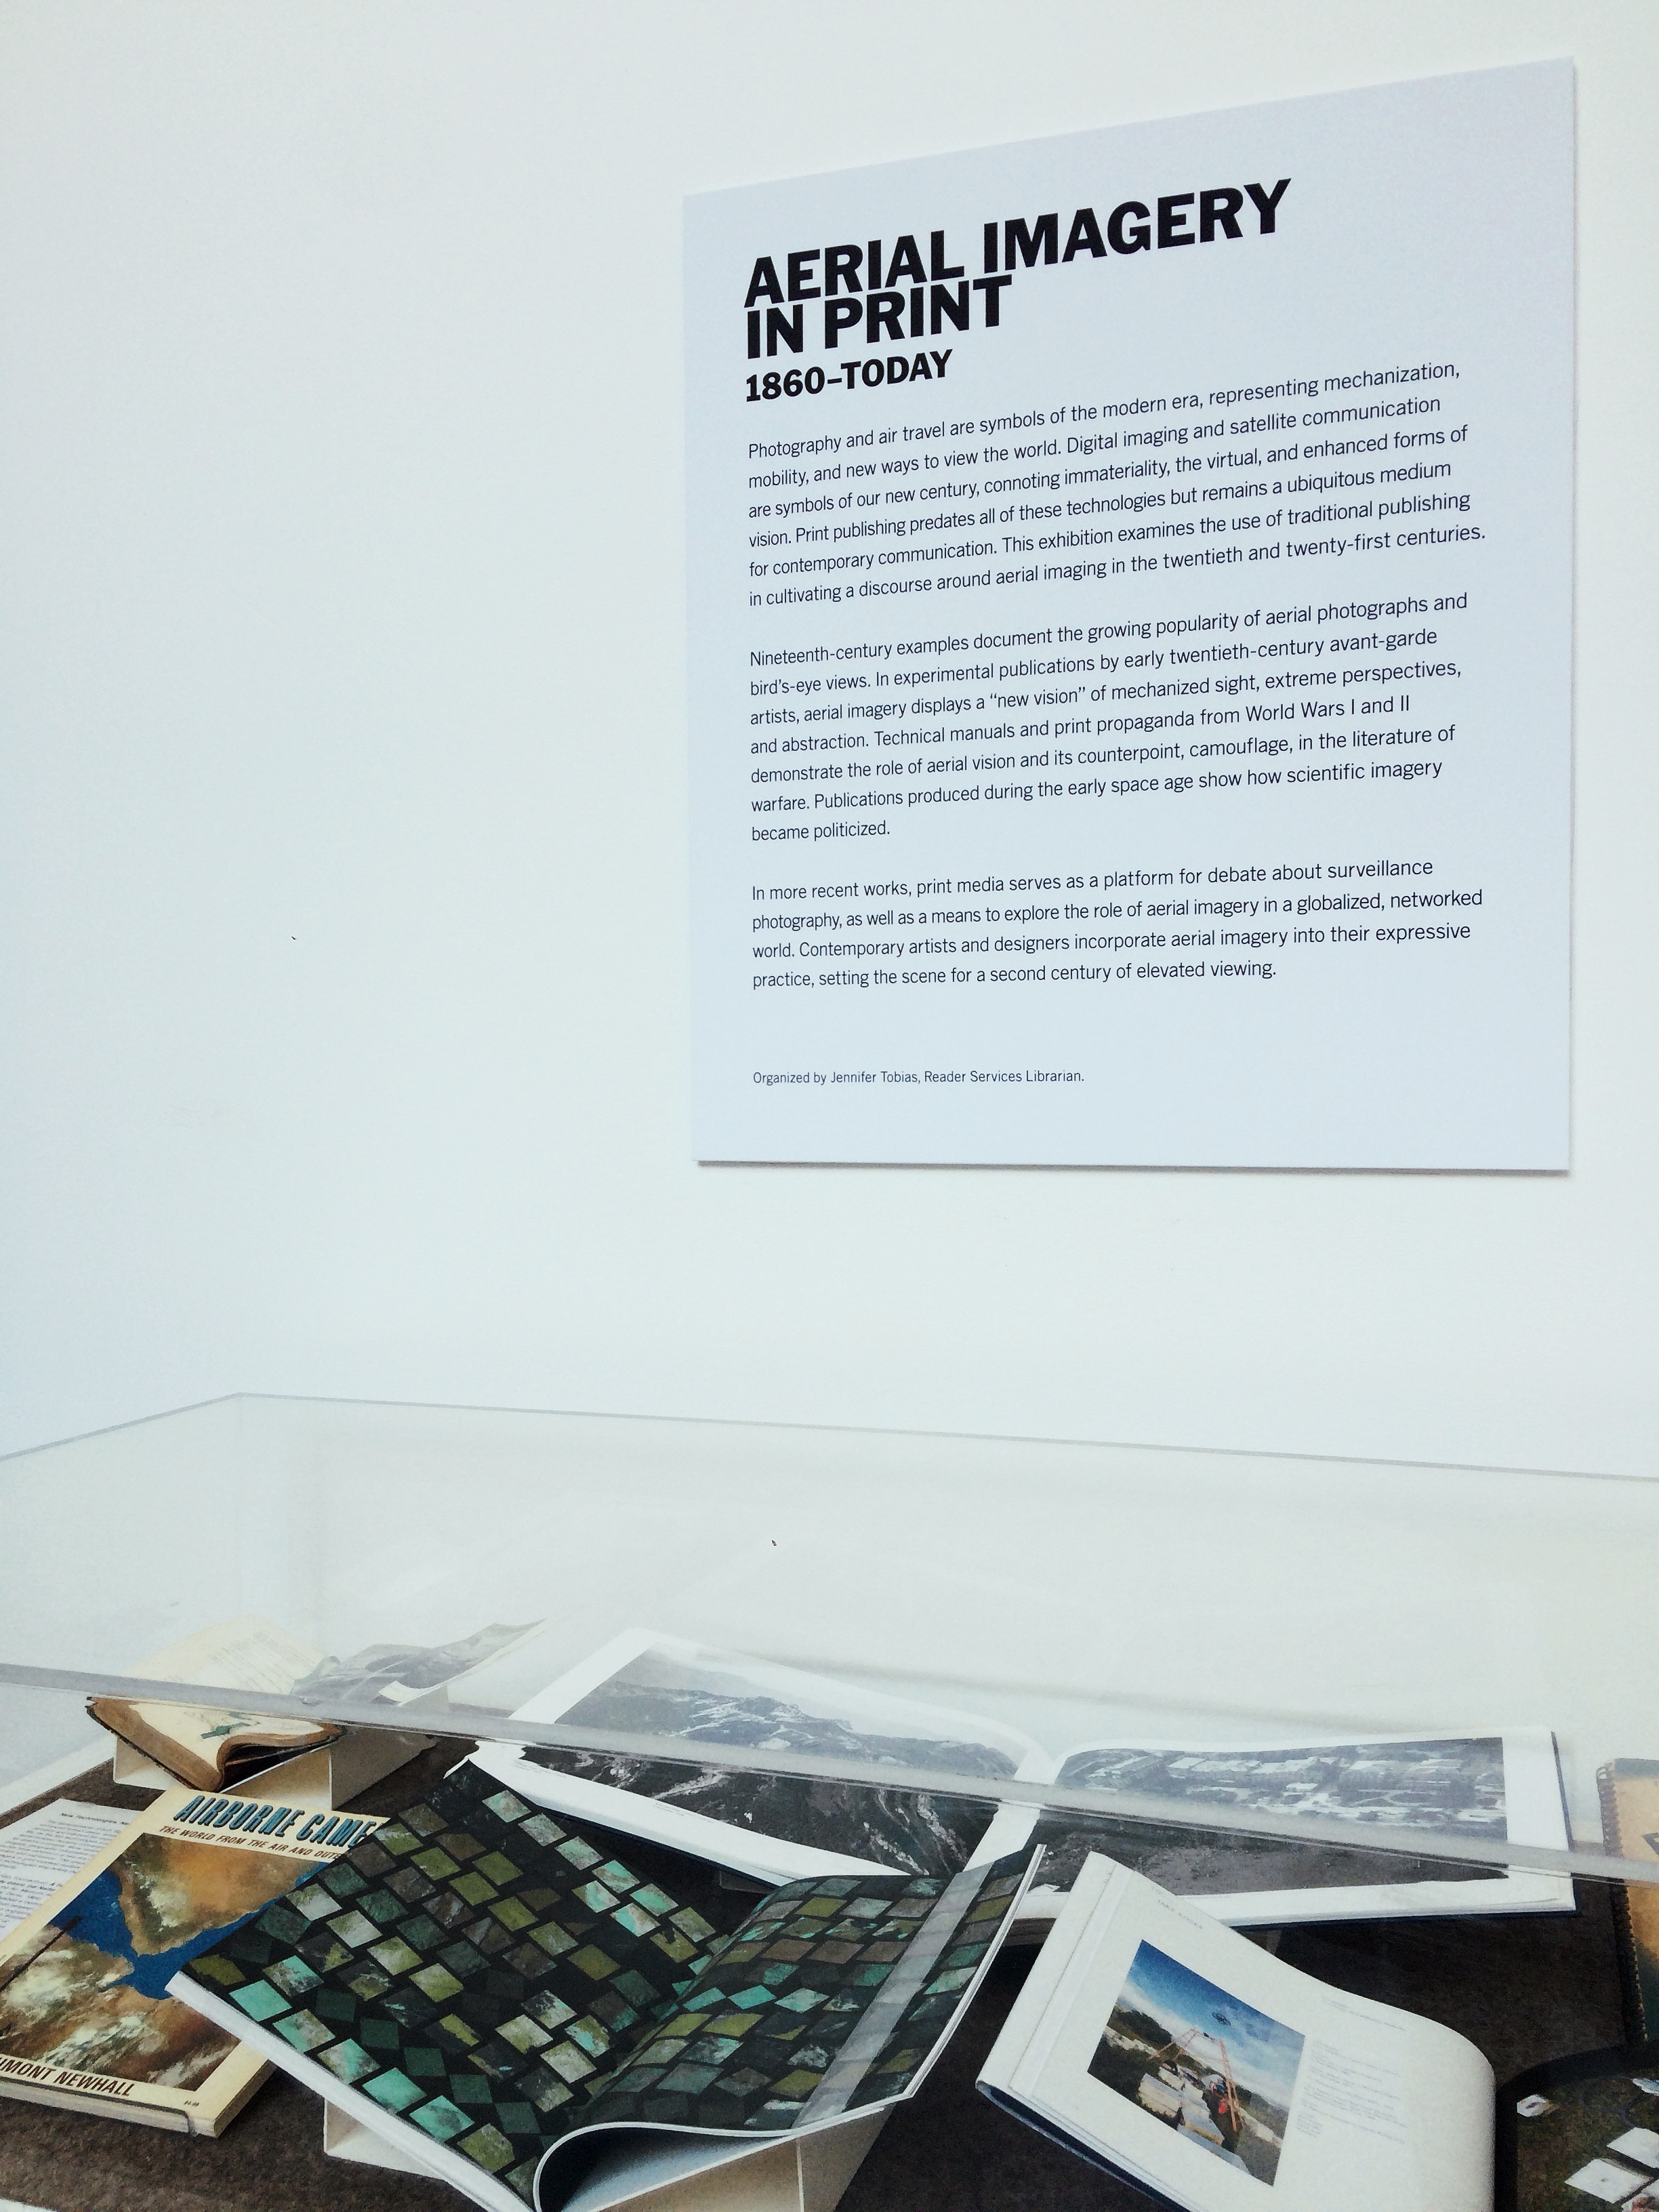 AERIAL IMAGERY
IN PRINT
1860–TODAY
Photography and air travel are symbols of the modern era, representing mechanization,
mobility, and new ways to view the world. Digital imaging and satellite communication
are symbols of our new century, connoting immateriality, the virtual, and enhanced forms of
vision. Print publishing predates all of these technologies but remains a ubiquitous medium
for contemporary communication. This exhibition examines the use of traditional publishing
in cultivating a discourse around aerial imaging in the twentieth and twenty-first centuries.
Nineteenth-century examples document the growing popularity of aerial photographs and
bird's-eye views. In experimental publications by early twentieth-century avant-garde
artists, aerial imagery displays a “new vision” of mechanized sight, extreme perspectives,
and abstraction. Technical manuals and print propaganda from World Wars I and II
demonstrate the role of aerial vision and its counterpoint, camouflage, in the literature of
warfare. Publications produced during the early space age show how scientific imagery
became politicized.
In more recent works, print media serves as a platform for debate about surveillance
photography, as well as a means to explore the role of aerial imagery in a globalized, networked
world. Contemporary artists and designers incorporate aerial imagery into their expressive
practice, setting the scene for a second century of elevated viewing.
Organized by Jennifer Tobias, Reader Services Librarian.
AIRBORNE CAME
THE WORLD FROM THE AIR AND OUTE
UMONT NEWHALL